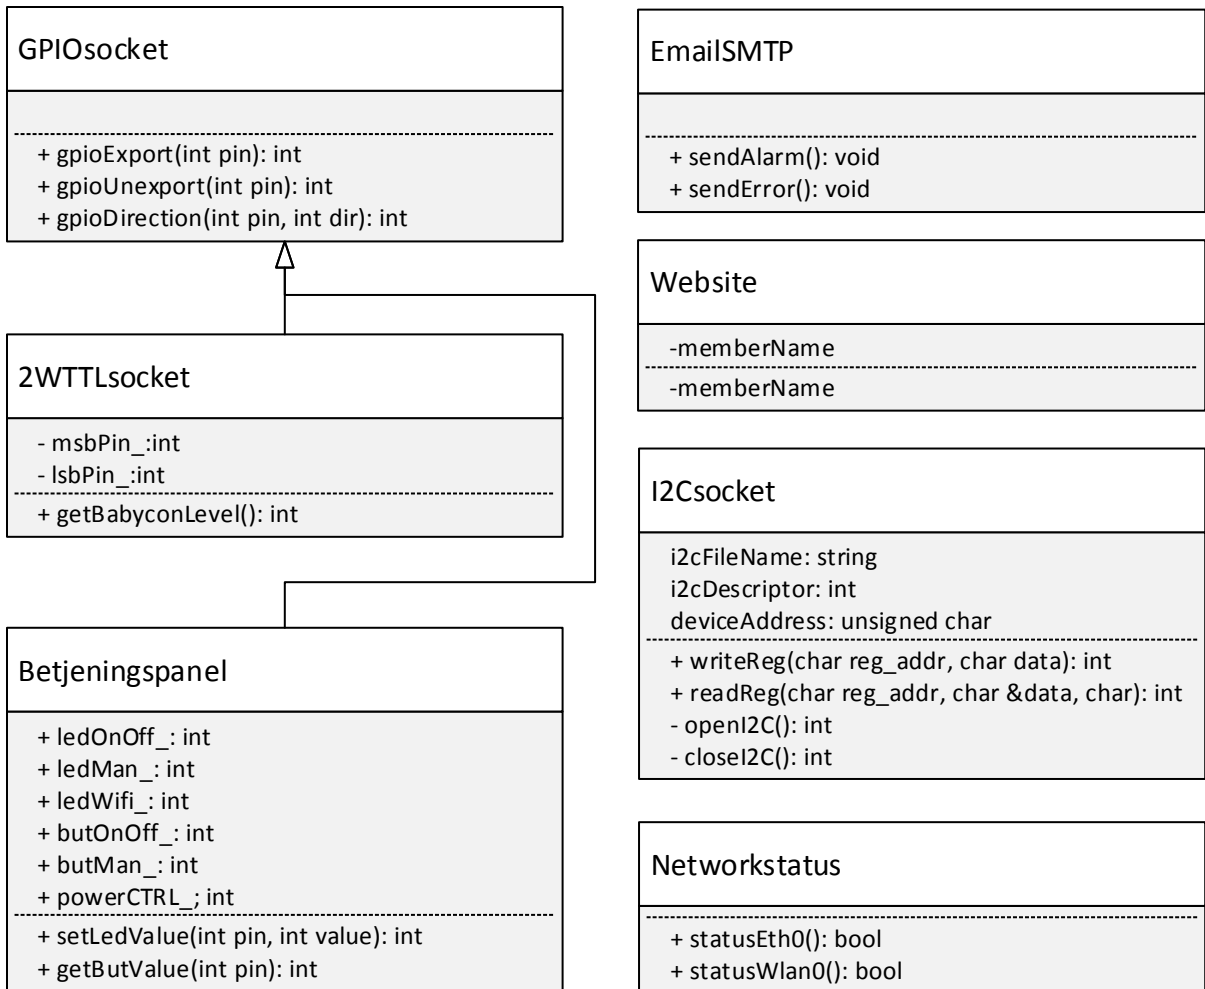 GPIOsocket
+ gpioExport(int pin): int
+ gpioUnexport(int pin): int
+ gpioDirection(int pin, int dir): int
2WTTLsocket
- msbPin_:int
- lsbPin_:int
+ getBabyconLevel(): int
Betjeningspanel
+ ledOnOff_: int
+ ledMan_: int
+ ledWifi_: int
+ butOnOff_: int
+ butMan_: int
+ powerCTRL_; int
+ setLedValue(int pin, int value): int
+ getButValue(int pin): int
EmailSMTP
+ sendAlarm(): void
+ sendError(): void
Website
-memberName
-memberName
I2Csocket
i2cFileName: string
i2cDescriptor: int
deviceAddress: unsigned char
+ writeReg(char reg_addr, char data): int
+ readReg(char reg_addr, char &data, char): int
- openI2C(): int
- closeI2C(): int
Networkstatus
+ statusEth0(): bool
+ statusWlan0(): bool